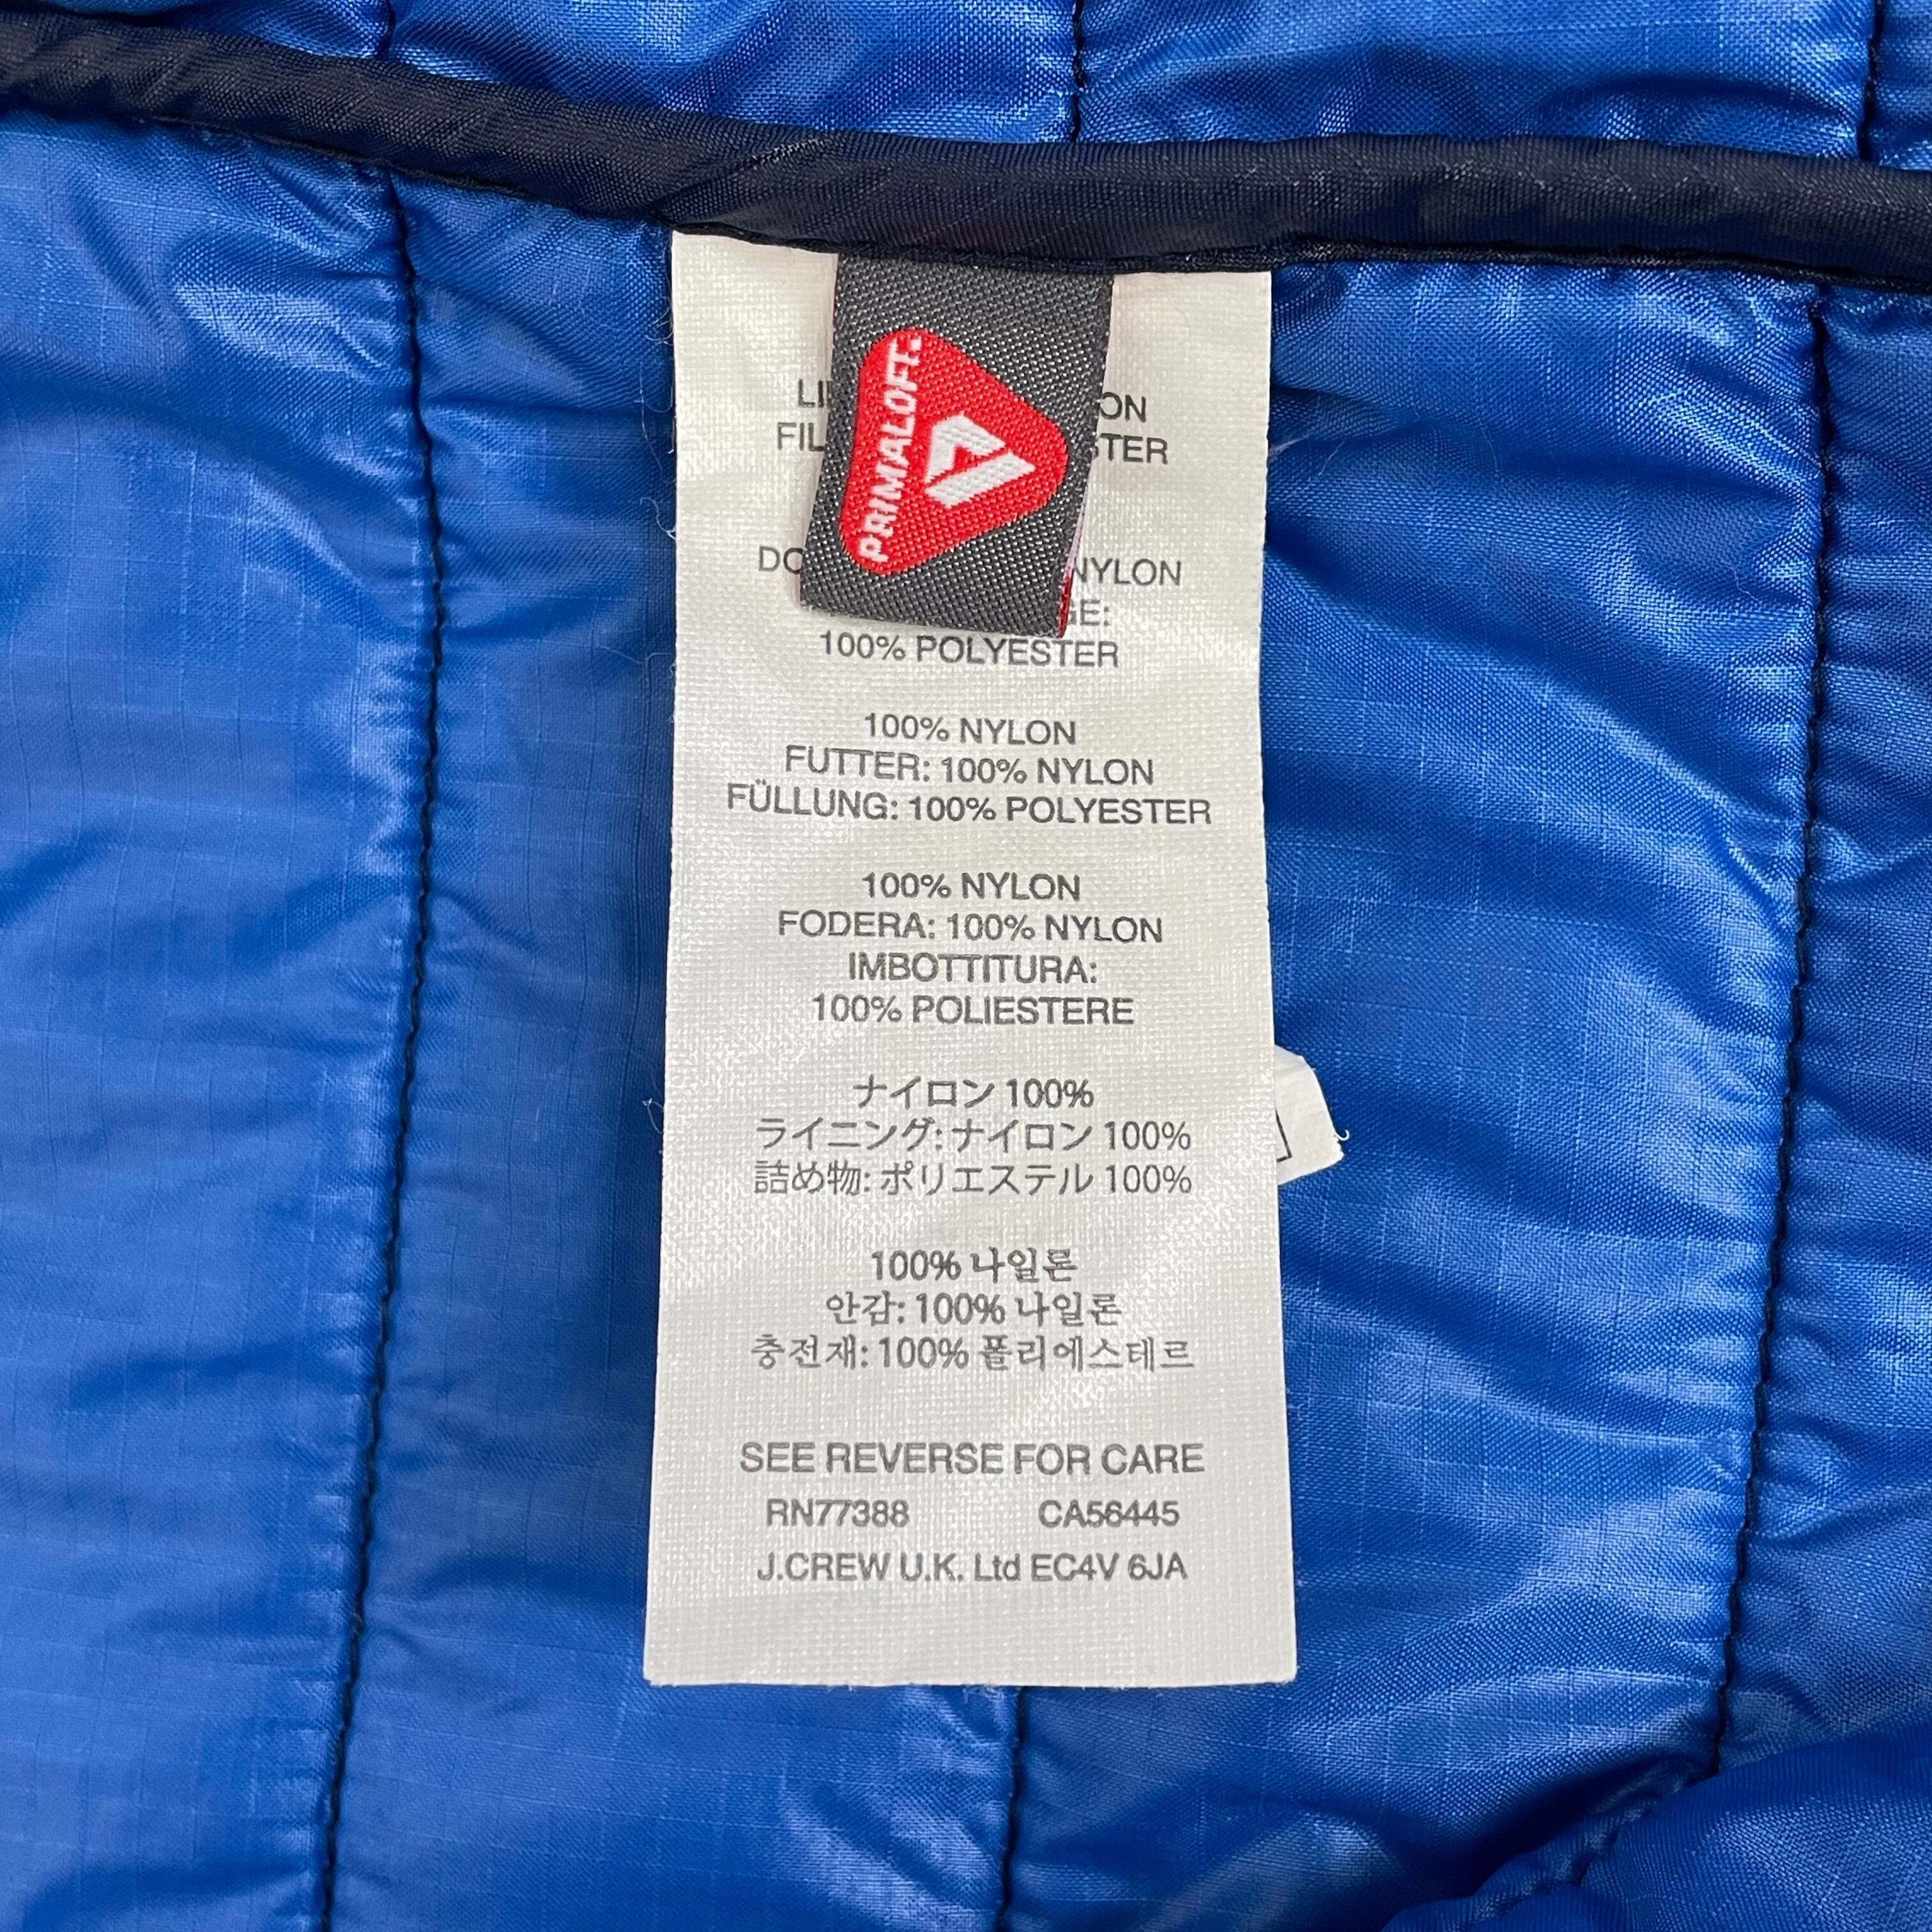 PRIMALOFT
100% POLYESTER
100% NYLON
FUTTER: 100% NYLON
FÜLLUNG: 100% POLYESTER
100% NYLON
FODERA: 100% NYLON
IMBOTTITURA:
100% POLIESTERE
ナイロン 100%
ライニング: ナイロン 100%
詰め物: ポリエステル 100%
100% 나일론
안감: 100% 나일론
충전재: 100% 폴리에스테르
SEE REVERSE FOR CARE
RN77388 CA56445
J.CREW U.K. Ltd EC4V 6JA